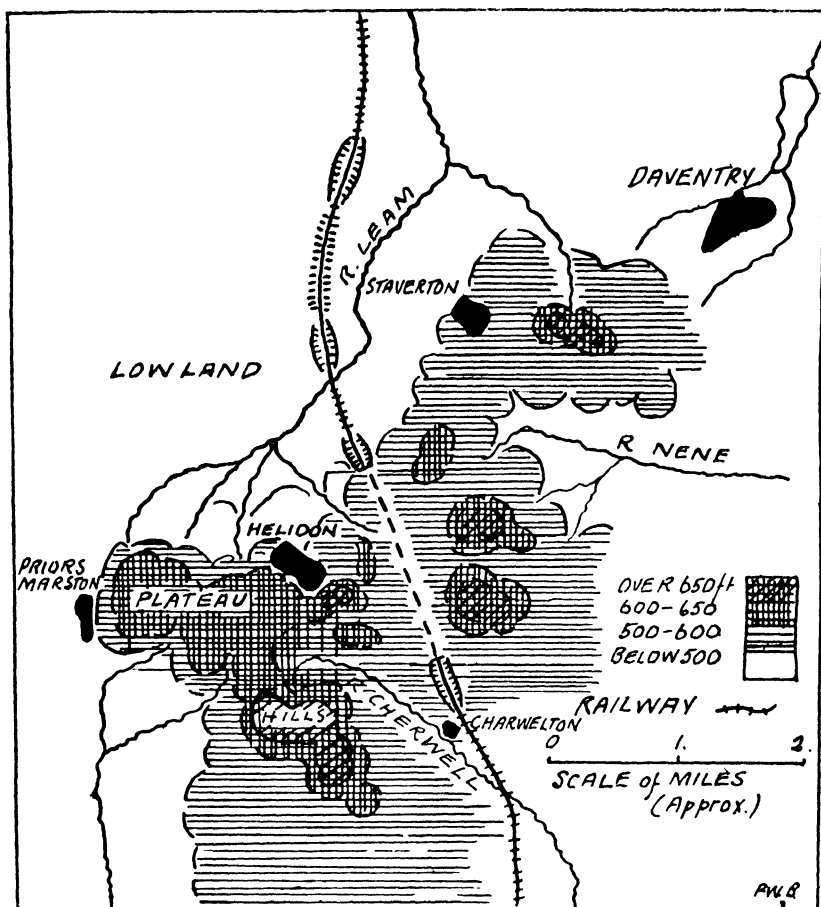 DAVENTRY
R. LEAM
STAVERTON
LOWLAND
R NENE
HELIDON
PRIORS
MARSTON
PLATEAU
OVER 650ft
600-650
500-600
BELOW 500
HILLS
R. CHERWELL
CHARWELTON
RAILWAY
0 1. 2.
SCALE of MILES
(Approx.)
P.W.B